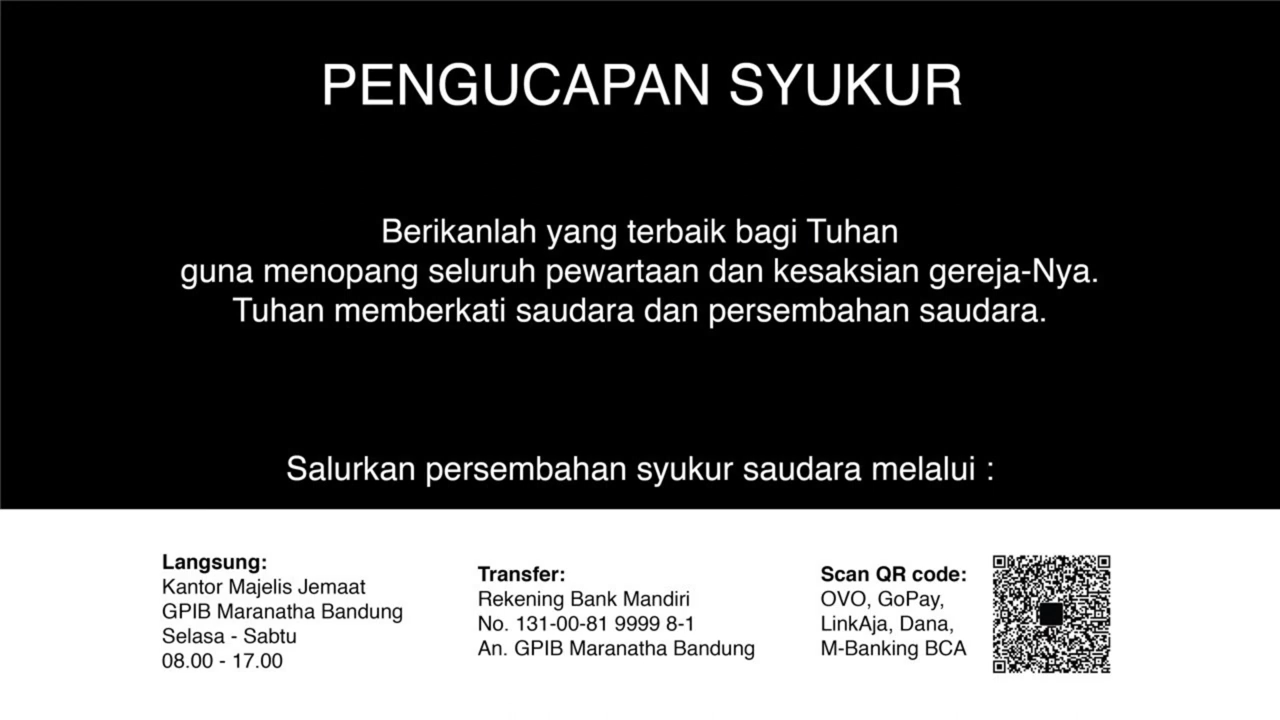 PENGUCAPAN SYUKUR
Berikanlah yang terbaik bagi Tuhan
guna menopang seluruh pewartaan dan kesaksian gereja-Nya.
Tuhan memberkati saudara dan persembahan saudara.
Salurkan persembahan syukur saudara melalui :
Langsung:
Kantor Majelis Jemaat
GPIB Maranatha Bandung
Selasa - Sabtu
08.00 - 17.00
Transfer:
Rekening Bank Mandiri
No. 131-00-81 9999 8-1
An. GPIB Maranatha Bandung
Scan QR code:
OVO, GoPay,
LinkAja, Dana,
M-Banking BCA